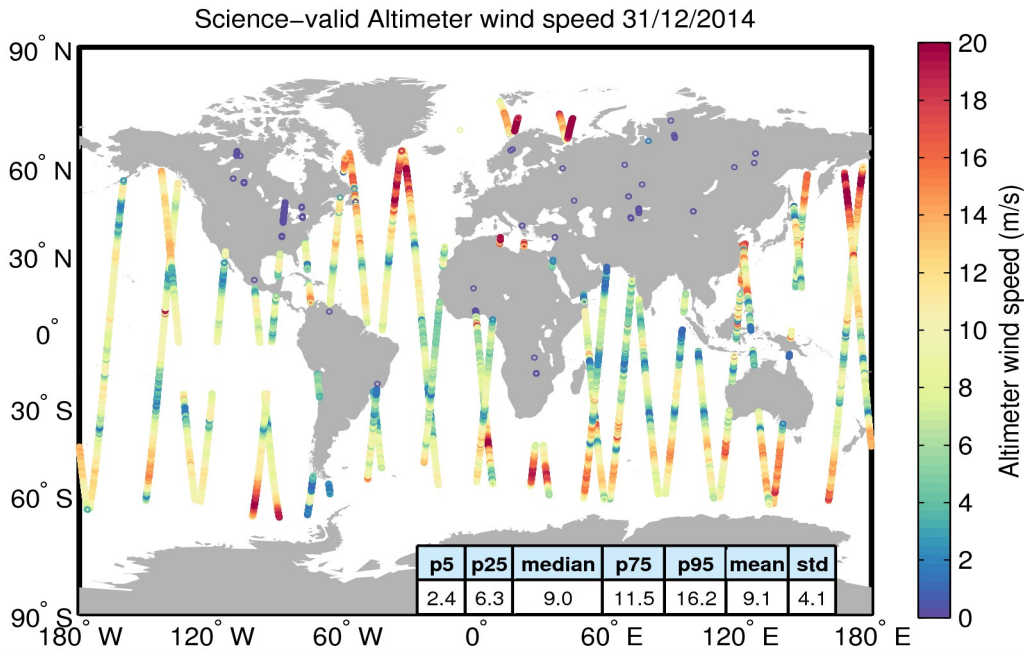 Science−valid Altimeter wind speed 31/12/2014
90° N
60° N
30° N
0°
30° S
60° S
90° S
180° W
120° W
60° W
0°
60° E
120° E
180° E
p5 p25 median p75 p95 mean std
2.4 6.3 9.0 11.5 16.2 9.1 4.1
20
18
16
14
12
10
8
6
4
2
0
Altimeter wind speed (m/s)